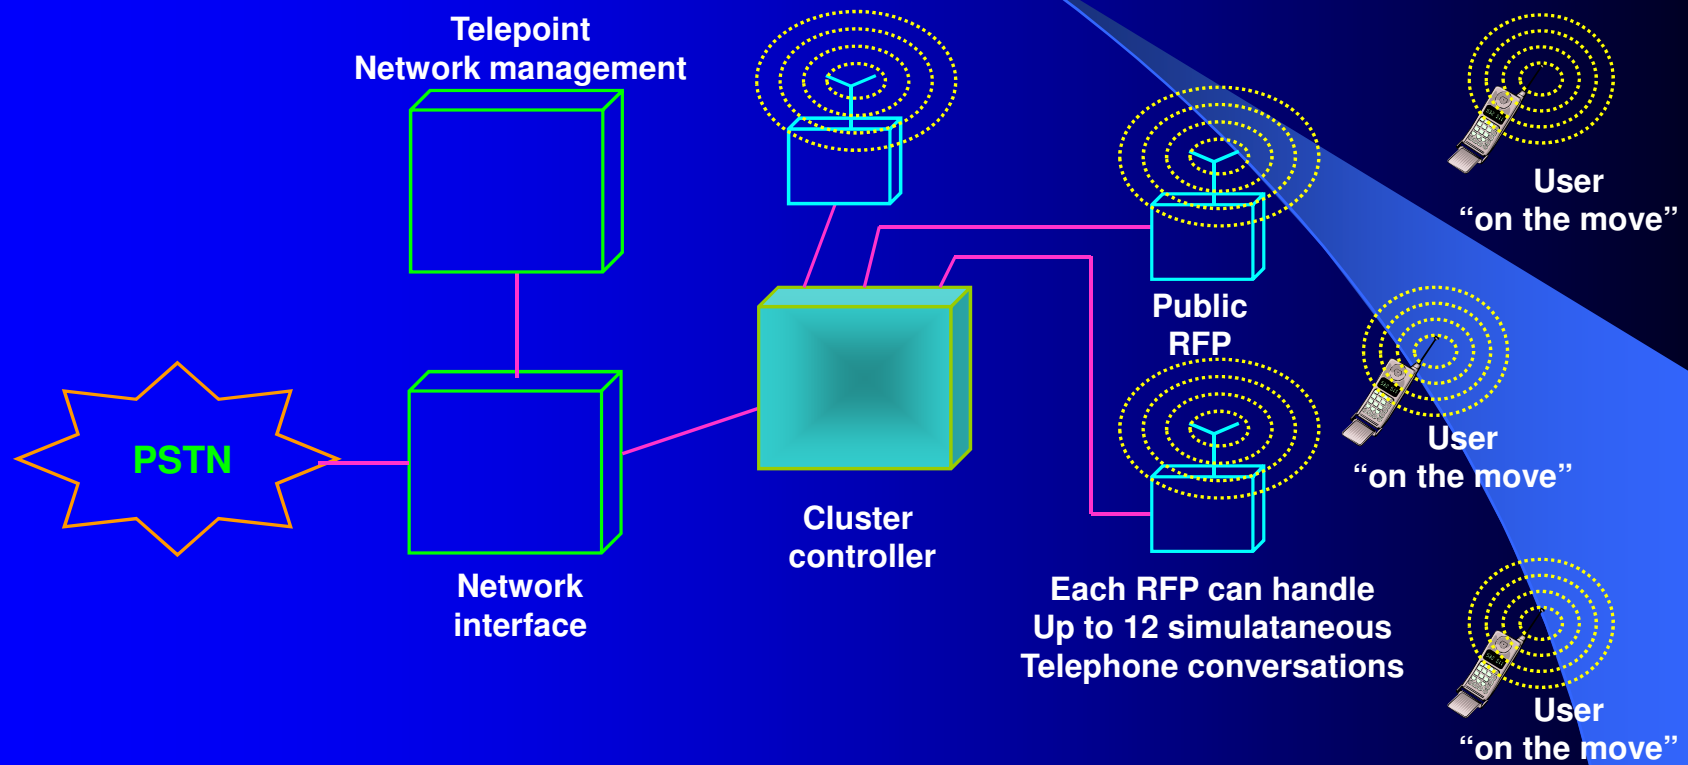 Telepoint
Network management
User
“on the move”
Public
RFP
PSTN
User
“on the move”
Cluster
controller
Network
interface
Each RFP can handle
Up to 12 simulataneous
Telephone conversations
User
“on the move”